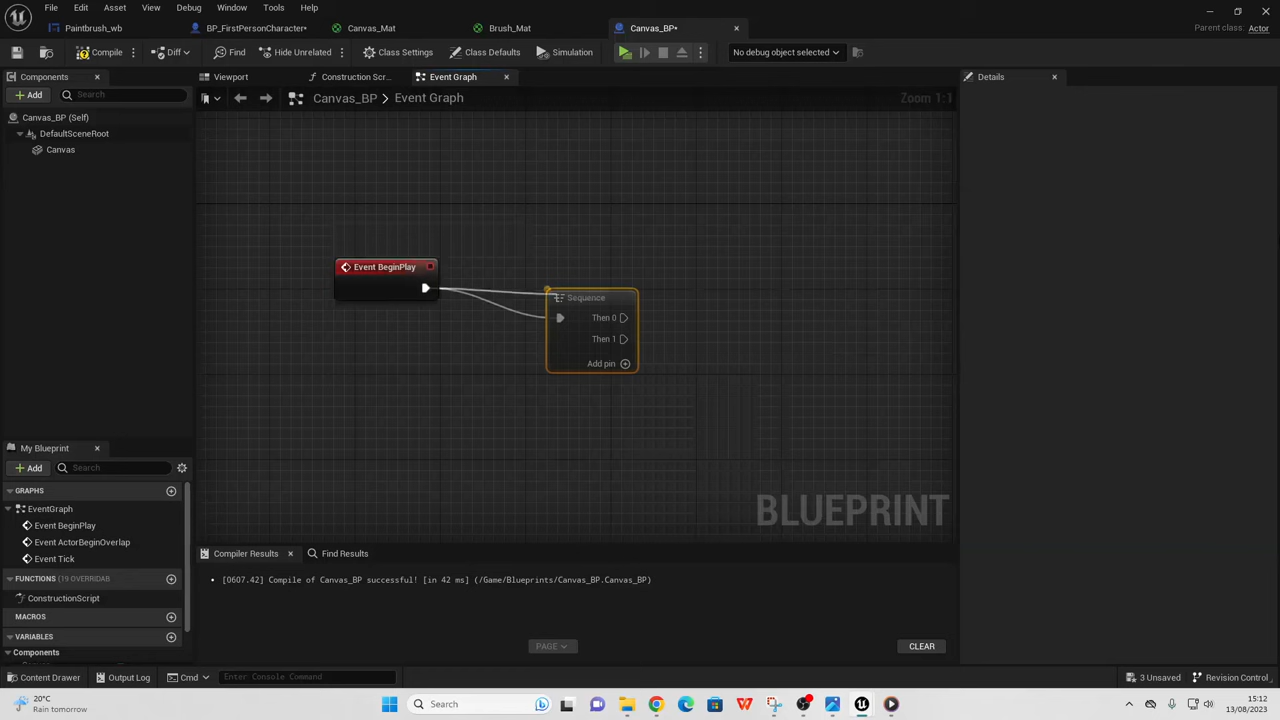 File Edit Asset View Debug Window Tools Help
Paintbrush_wb BP_FirstPersonCharacter* Canvas_Mat Brush_Mat Canvas_BP* Parent class: Actor
Compile Diff Find Hide Unrelated Class Settings Class Defaults Simulation No debug object selected
Components Viewport Construction Scr... Event Graph Details
Add Search Canvas_BP > Event Graph Zoom 1:1
Canvas_BP (Self)
DefaultSceneRoot
Canvas
Event BeginPlay
Sequence
Then 0
Then 1
Add pin
BLUEPRINT
My Blueprint
Add Search
GRAPHS
EventGraph
Event BeginPlay
Event ActorBeginOverlap
Event Tick
FUNCTIONS (19 OVERRIDAB
ConstructionScript
MACROS
VARIABLES
Components
Compiler Results Find Results
[0607.42] Compile of Canvas_BP successful! [in 42 ms] (/Game/Blueprints/Canvas_BP.Canvas_BP)
PAGE CLEAR
Content Drawer Output Log Cmd Enter Console Command 3 Unsaved Revision Control
20°C
Rain tomorrow
Search
15:12
13/08/2023